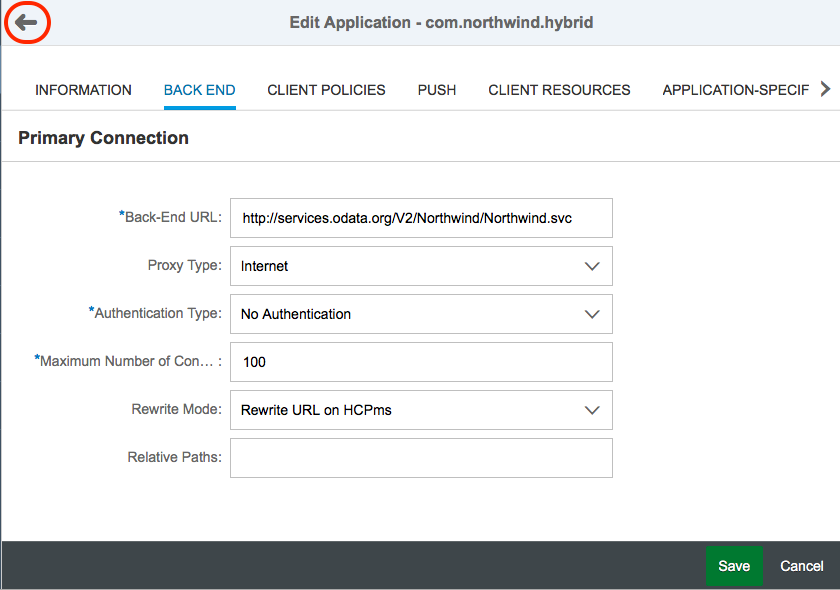 Edit Application - com.northwind.hybrid
INFORMATION BACK END CLIENT POLICIES PUSH CLIENT RESOURCES APPLICATION-SPECIF
Primary Connection
*Back-End URL: http://services.odata.org/V2/Northwind/Northwind.svc
Proxy Type: Internet
*Authentication Type: No Authentication
*Maximum Number of Con... : 100
Rewrite Mode: Rewrite URL on HCPms
Relative Paths:
Save Cancel